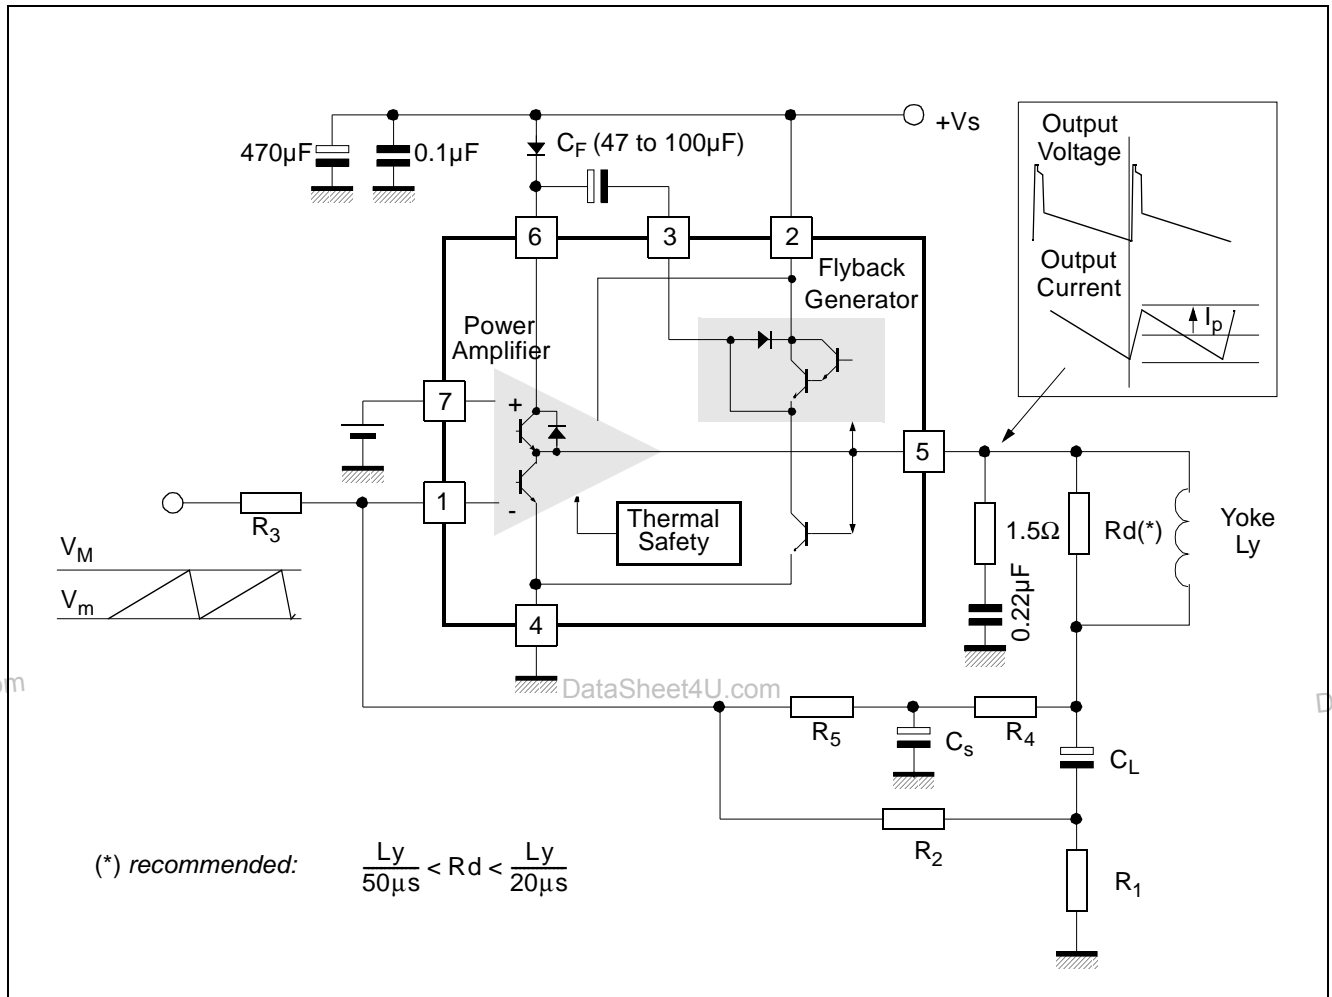 +Vs
470µF
0.1µF
C_F (47 to 100µF)
Output
Voltage
Output
Current
I_p
6
3
2
Flyback
Generator
Power
Amplifier
7
+
5
1
-
Thermal
Safety
4
R_3
V_M
V_m
1.5Ω
Rd(*)
Yoke
Ly
0.22µF
DataSheet4U.com
om
D
R_5
C_s
R_4
C_L
R_2
R_1
(*) recommended:
Ly/50µs < Rd < Ly/20µs